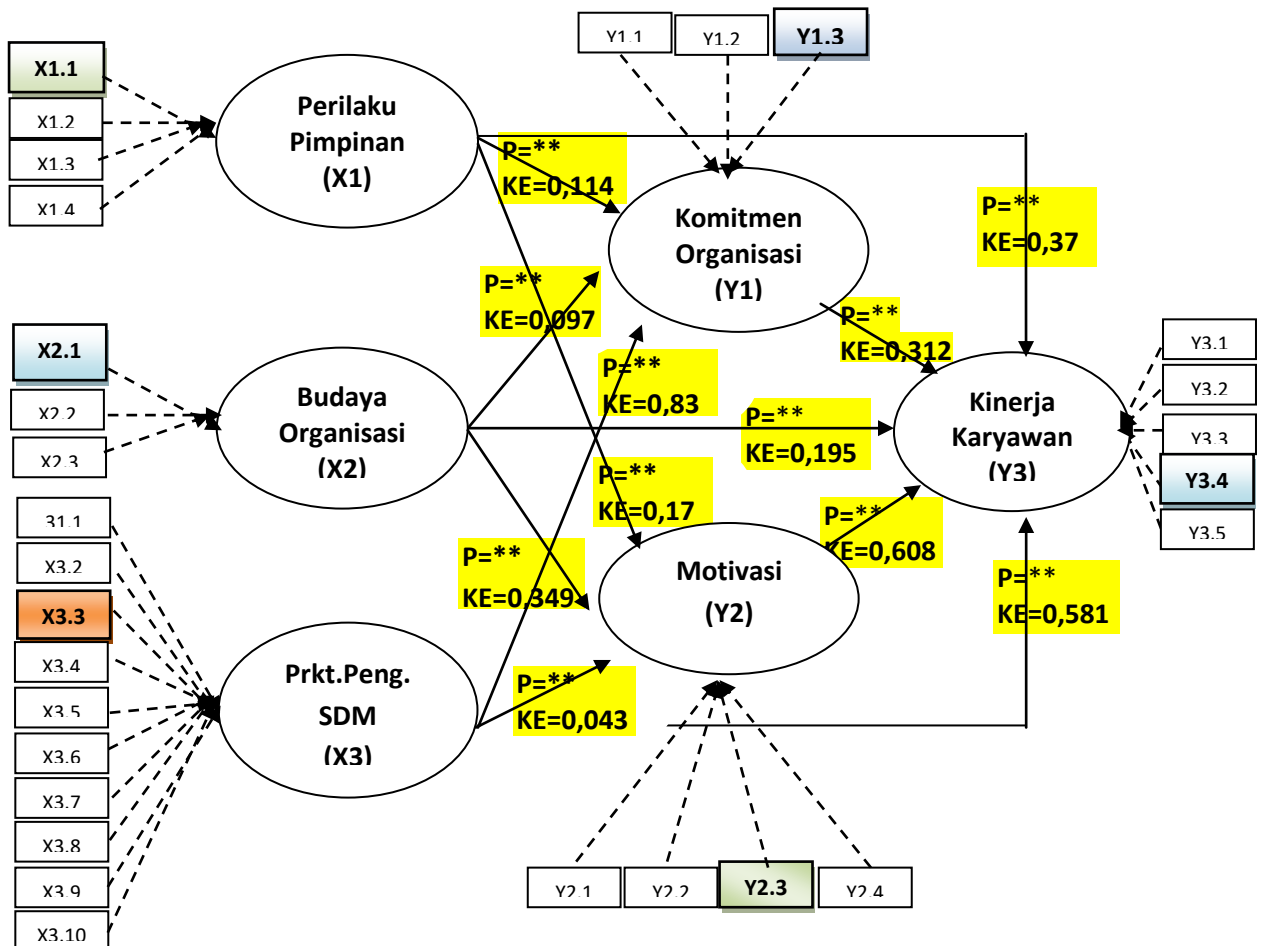 X1.1
X1.2
X1.3
X1.4
Perilaku
Pimpinan
(X1)
Y1.1
Y1.2
Y1.3
P=**
KE=0,114
Komitmen
Organisasi
(Y1)
P=**
KE=0,37
P=**
KE=0,097
P=**
KE=0,312
X2.1
X2.2
X2.3
Budaya
Organisasi
(X2)
P=**
KE=0,83
P=**
KE=0,195
Kinerja
Karyawan
(Y3)
Y3.1
Y3.2
Y3.3
Y3.4
Y3.5
P=**
KE=0,17
P=**
KE=0,608
31.1
X3.2
X3.3
X3.4
X3.5
X3.6
X3.7
X3.8
X3.9
X3.10
P=**
KE=0,349
Motivasi
(Y2)
P=**
KE=0,581
Prkt.Peng.
SDM
(X3)
P=**
KE=0,043
Y2.1
Y2.2
Y2.3
Y2.4